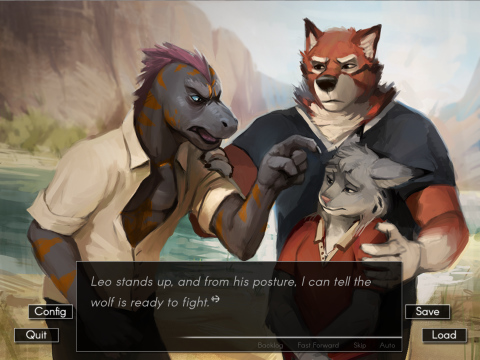 Leo stands up, and from his posture, I can tell the
wolf is ready to fight.
Config
Save
Quit
Load
Backlog Fast Forward Skip Auto